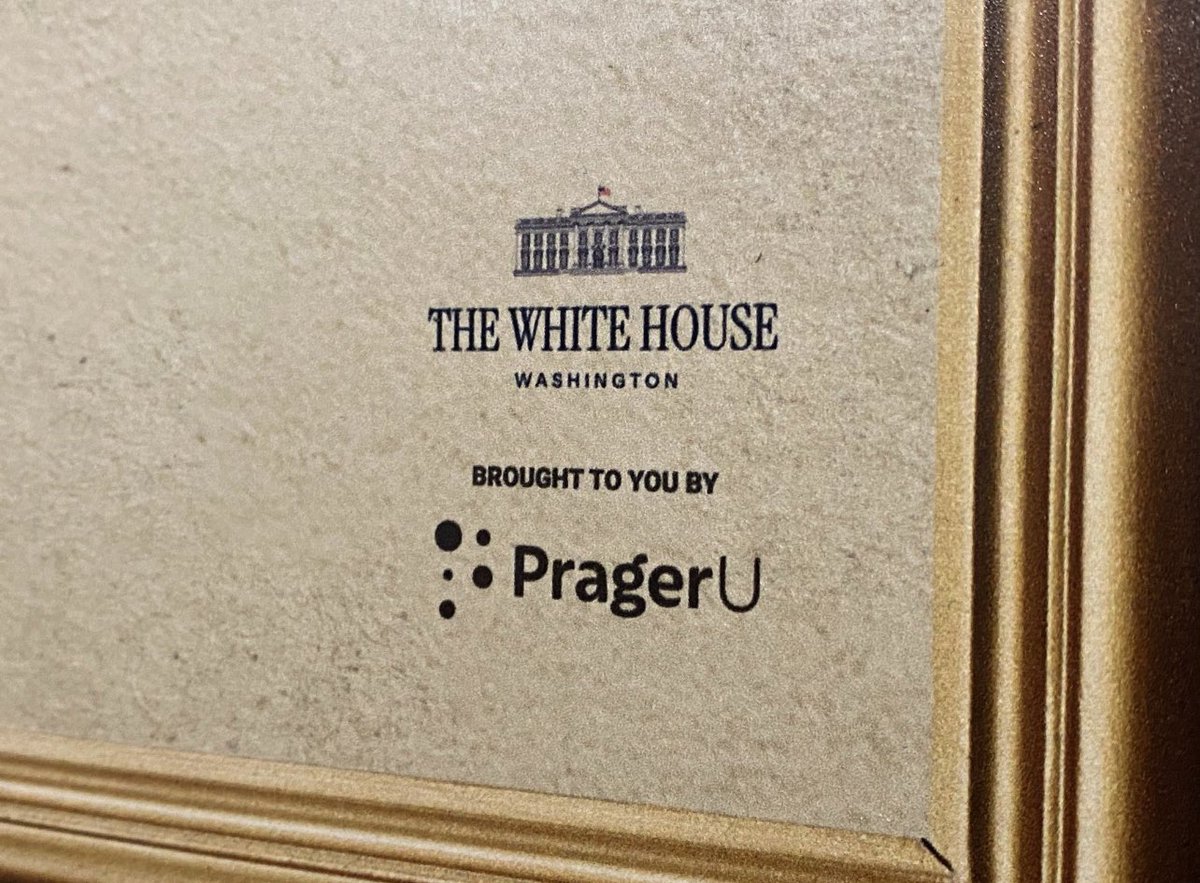 THE WHITE HOUSE
WASHINGTON
BROUGHT TO YOU BY
PragerU